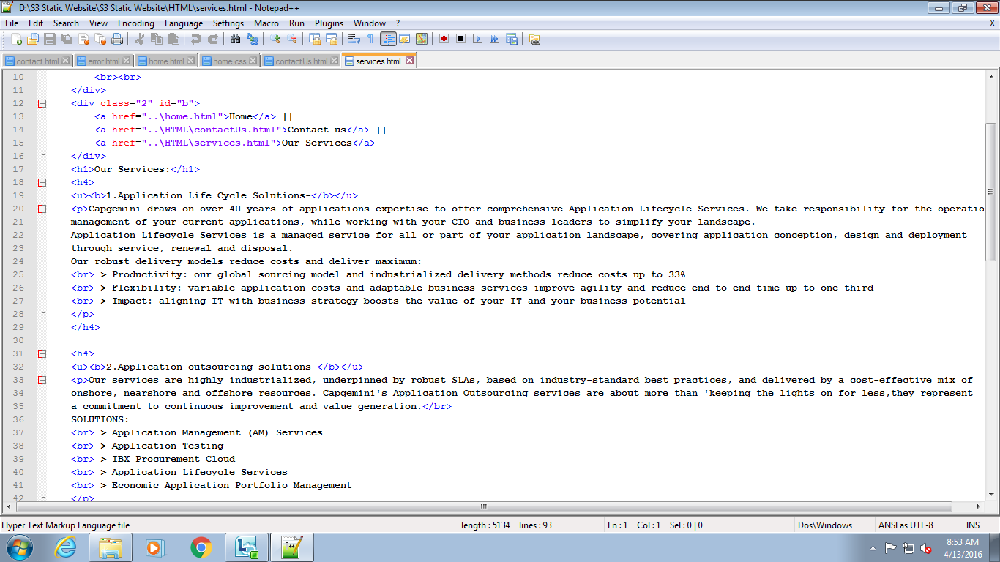 D:\S3 Static Website\S3 Static Website\HTML\services.html - Notepad++
File Edit Search View Encoding Language Settings Macro Run Plugins Window ? X
contact.html error.html home.html home.css contactUs.html services.html
10 <br><br>
11 </div>
12 <div class="2" id="b">
13 <a href="..\home.html">Home</a> ||
14 <a href="..\HTML\contactUs.html">Contact us</a> ||
15 <a href="..\HTML\services.html">Our Services</a>
16 </div>
17 <h1>Our Services:</h1>
18 <h4>
19 <u><b>1.Application Life Cycle Solutions-</b></u>
20 <p>Capgemini draws on over 40 years of applications expertise to offer comprehensive Application Lifecycle Services. We take responsibility for the operatio
21 management of your current applications, while working with your CIO and business leaders to simplify your landscape.
22 Application Lifecycle Services is a managed service for all or part of your application landscape, covering application conception, design and deployment
23 through service, renewal and disposal.
24 Our robust delivery models reduce costs and deliver maximum:
25 <br> > Productivity: our global sourcing model and industrialized delivery methods reduce costs up to 33%
26 <br> > Flexibility: variable application costs and adaptable business services improve agility and reduce end-to-end time up to one-third
27 <br> > Impact: aligning IT with business strategy boosts the value of your IT and your business potential
28 </p>
29 </h4>
30
31 <h4>
32 <u><b>2.Application outsourcing solutions-</b></u>
33 <p>Our services are highly industrialized, underpinned by robust SLAs, based on industry-standard best practices, and delivered by a cost-effective mix of
34 onshore, nearshore and offshore resources. Capgemini's Application Outsourcing services are about more than 'keeping the lights on for less,they represent
35 a commitment to continuous improvement and value generation.</br>
36 SOLUTIONS:
37 <br> > Application Management (AM) Services
38 <br> > Application Testing
39 <br> > IBX Procurement Cloud
40 <br> > Application Lifecycle Services
41 <br> > Economic Application Portfolio Management
42 </p>
Hyper Text Markup Language file length : 5134 lines : 93 Ln : 1 Col : 1 Sel : 0 | 0 Dos\Windows ANSI as UTF-8 INS
8:53 AM
4/13/2016